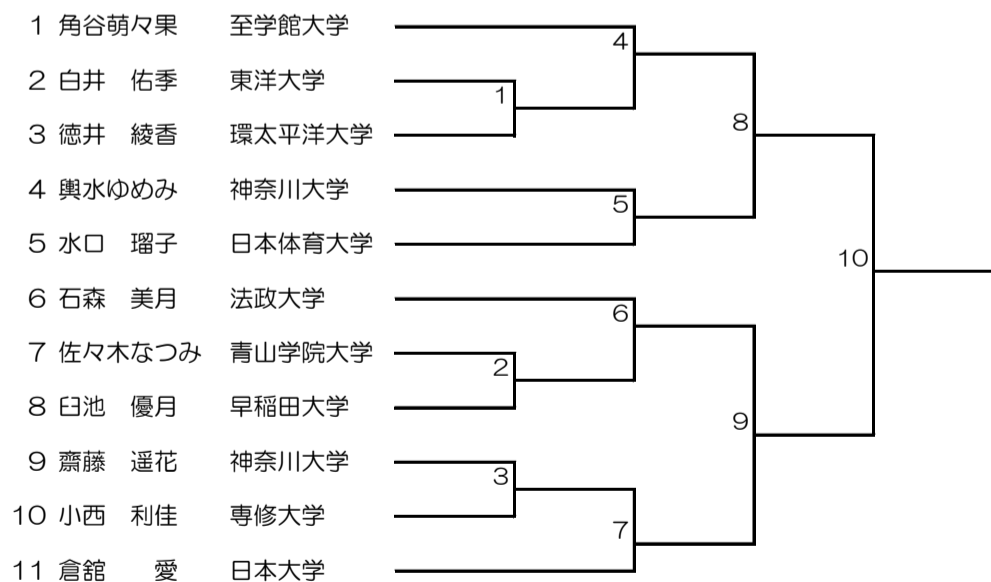 1 角谷萌々果 至学館大学
4
2 白井 佑季 東洋大学
1
8
3 徳井 綾香 環太平洋大学
4 輿水ゆめみ 神奈川大学
5
5 水口 瑠子 日本体育大学
10
6 石森 美月 法政大学
6
7 佐々木なつみ 青山学院大学
2
8 臼池 優月 早稲田大学
9
9 齋藤 遥花 神奈川大学
3
10 小西 利佳 専修大学
7
11 倉舘 愛 日本大学